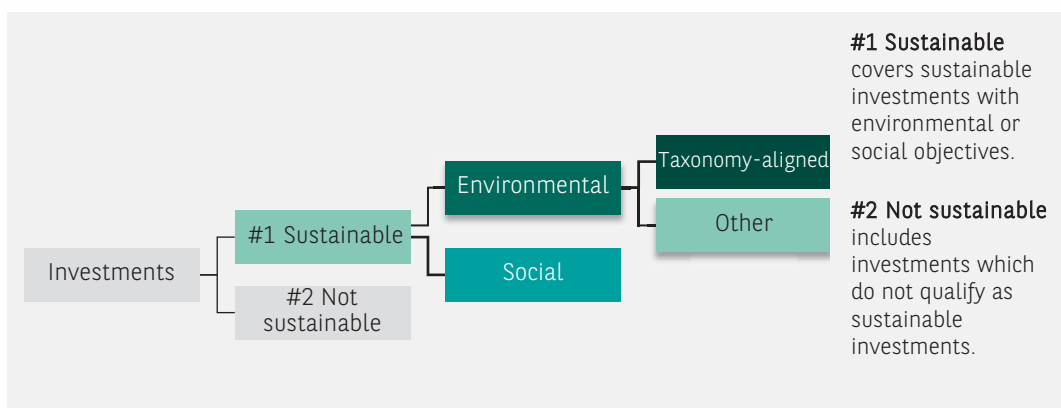 Investments
#1 Sustainable
#2 Not
sustainable
Environmental
Social
Taxonomy-aligned
Other
#1 Sustainable
covers sustainable
investments with
environmental or
social objectives.
#2 Not sustainable
includes
investments which
do not qualify as
sustainable
investments.